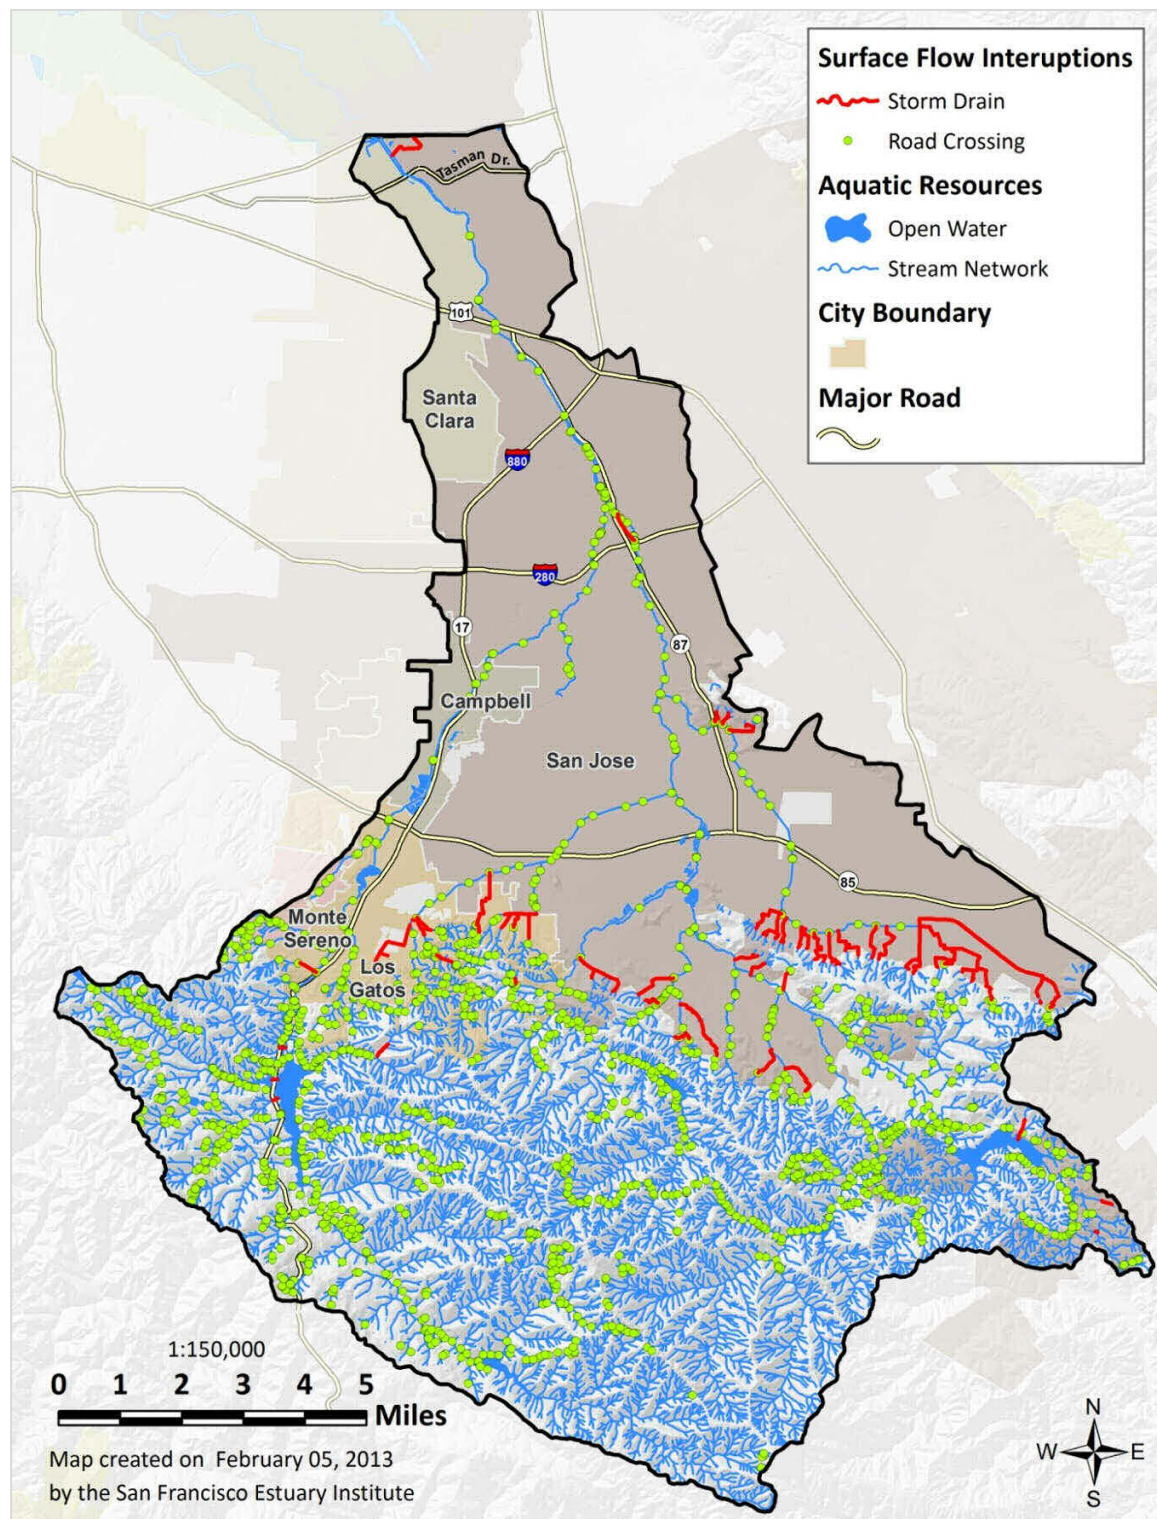 Surface Flow Interuptions
Storm Drain
Road Crossing
Aquatic Resources
Open Water
Stream Network
City Boundary
Major Road
Tasman Dr.
101
Santa
Clara
880
280
17
87
Campbell
San Jose
85
Monte
Sereno
Los
Gatos
1:150,000
0 1 2 3 4 5
Miles
Map created on February 05, 2013
by the San Francisco Estuary Institute
N
W E
S